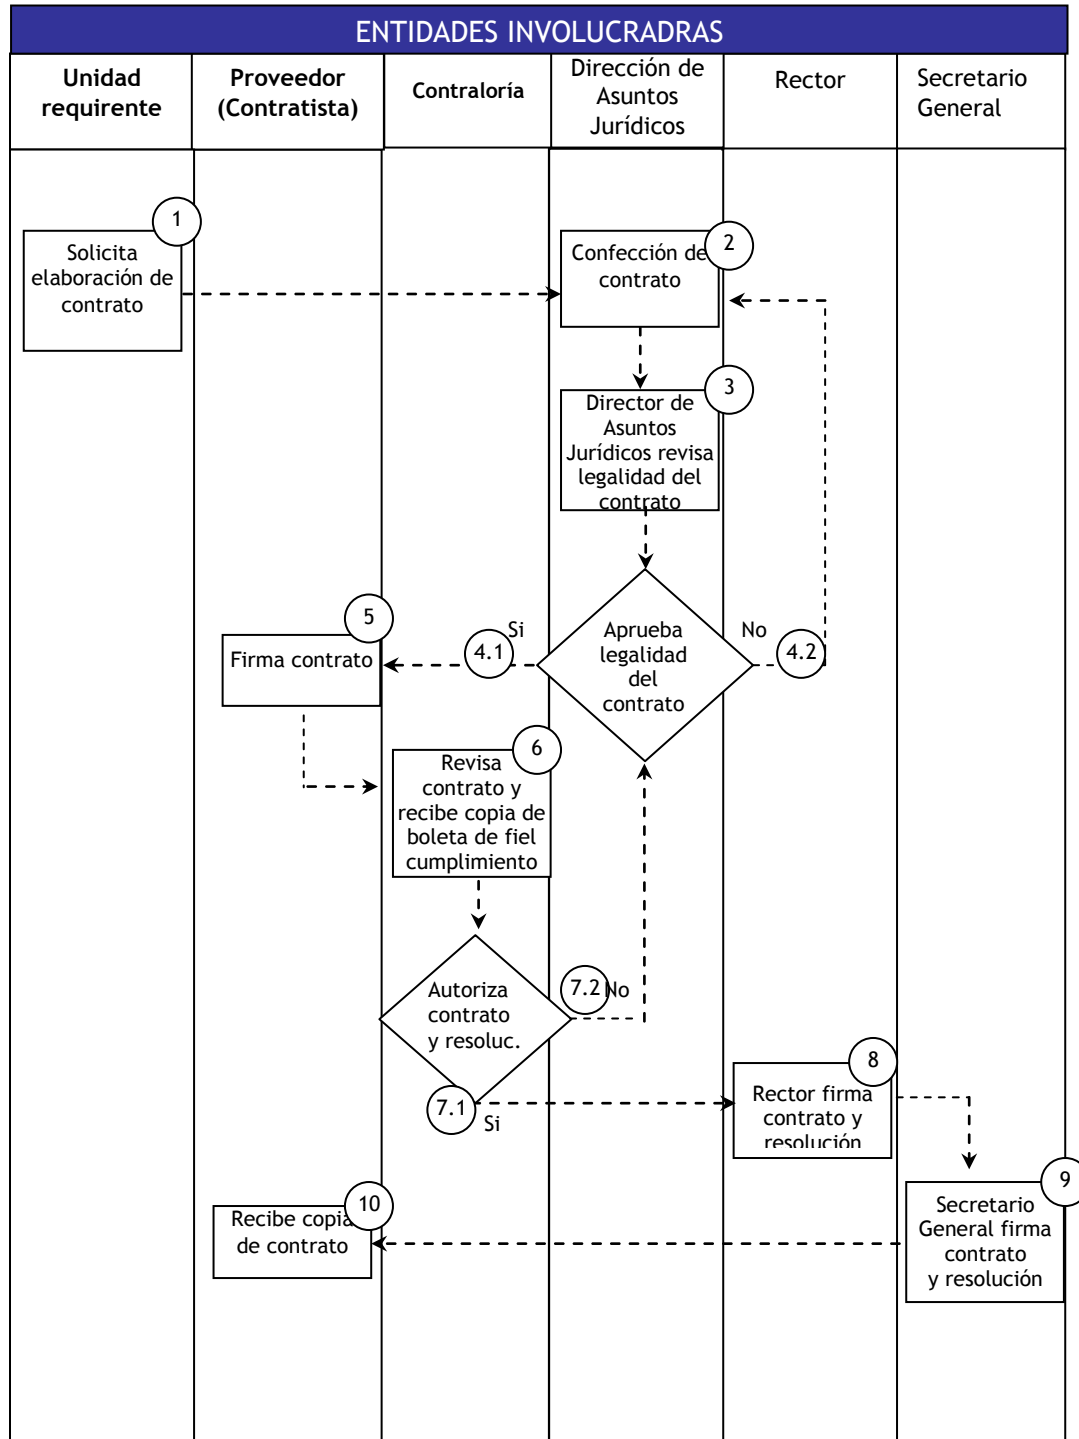 ENTIDADES INVOLUCRADRAS
Unidad
requirente
Proveedor
(Contratista)
Contraloría
Dirección de
Asuntos
Jurídicos
Rector
Secretario
General
1
Solicita
elaboración de
contrato
2
Confección de
contrato
3
Director de
Asuntos
Jurídicos revisa
legalidad del
contrato
Aprueba
legalidad
del
contrato
Si
4.1
No
4.2
5
Firma contrato
6
Revisa
contrato y
recibe copia de
boleta de fiel
cumplimiento
Autoriza
contrato
y resoluc.
7.2
No
7.1
Si
8
Rector firma
contrato y
resolución
9
Secretario
General firma
contrato
y resolución
10
Recibe copia
de contrato